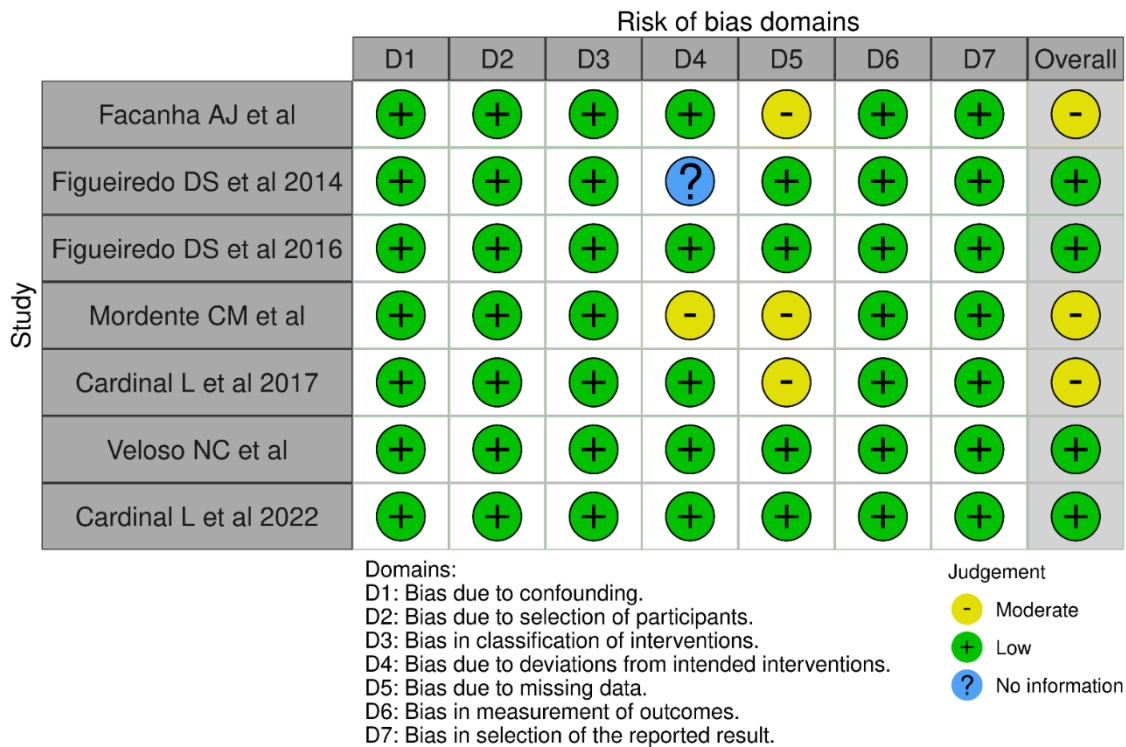 Risk of bias domains
D1 D2 D3 D4 D5 D6 D7 Overall
Study
Facanha AJ et al + + + + - + + -
Figueiredo DS et al 2014 + + + ? + + + +
Figueiredo DS et al 2016 + + + + + + + +
Mordente CM et al + + + - - + + -
Cardinal L et al 2017 + + + + - + + -
Veloso NC et al + + + + + + + +
Cardinal L et al 2022 + + + + + + + +
Domains:
D1: Bias due to confounding.
D2: Bias due to selection of participants.
D3: Bias in classification of interventions.
D4: Bias due to deviations from intended interventions.
D5: Bias due to missing data.
D6: Bias in measurement of outcomes.
D7: Bias in selection of the reported result.
Judgement
- Moderate
+ Low
? No information